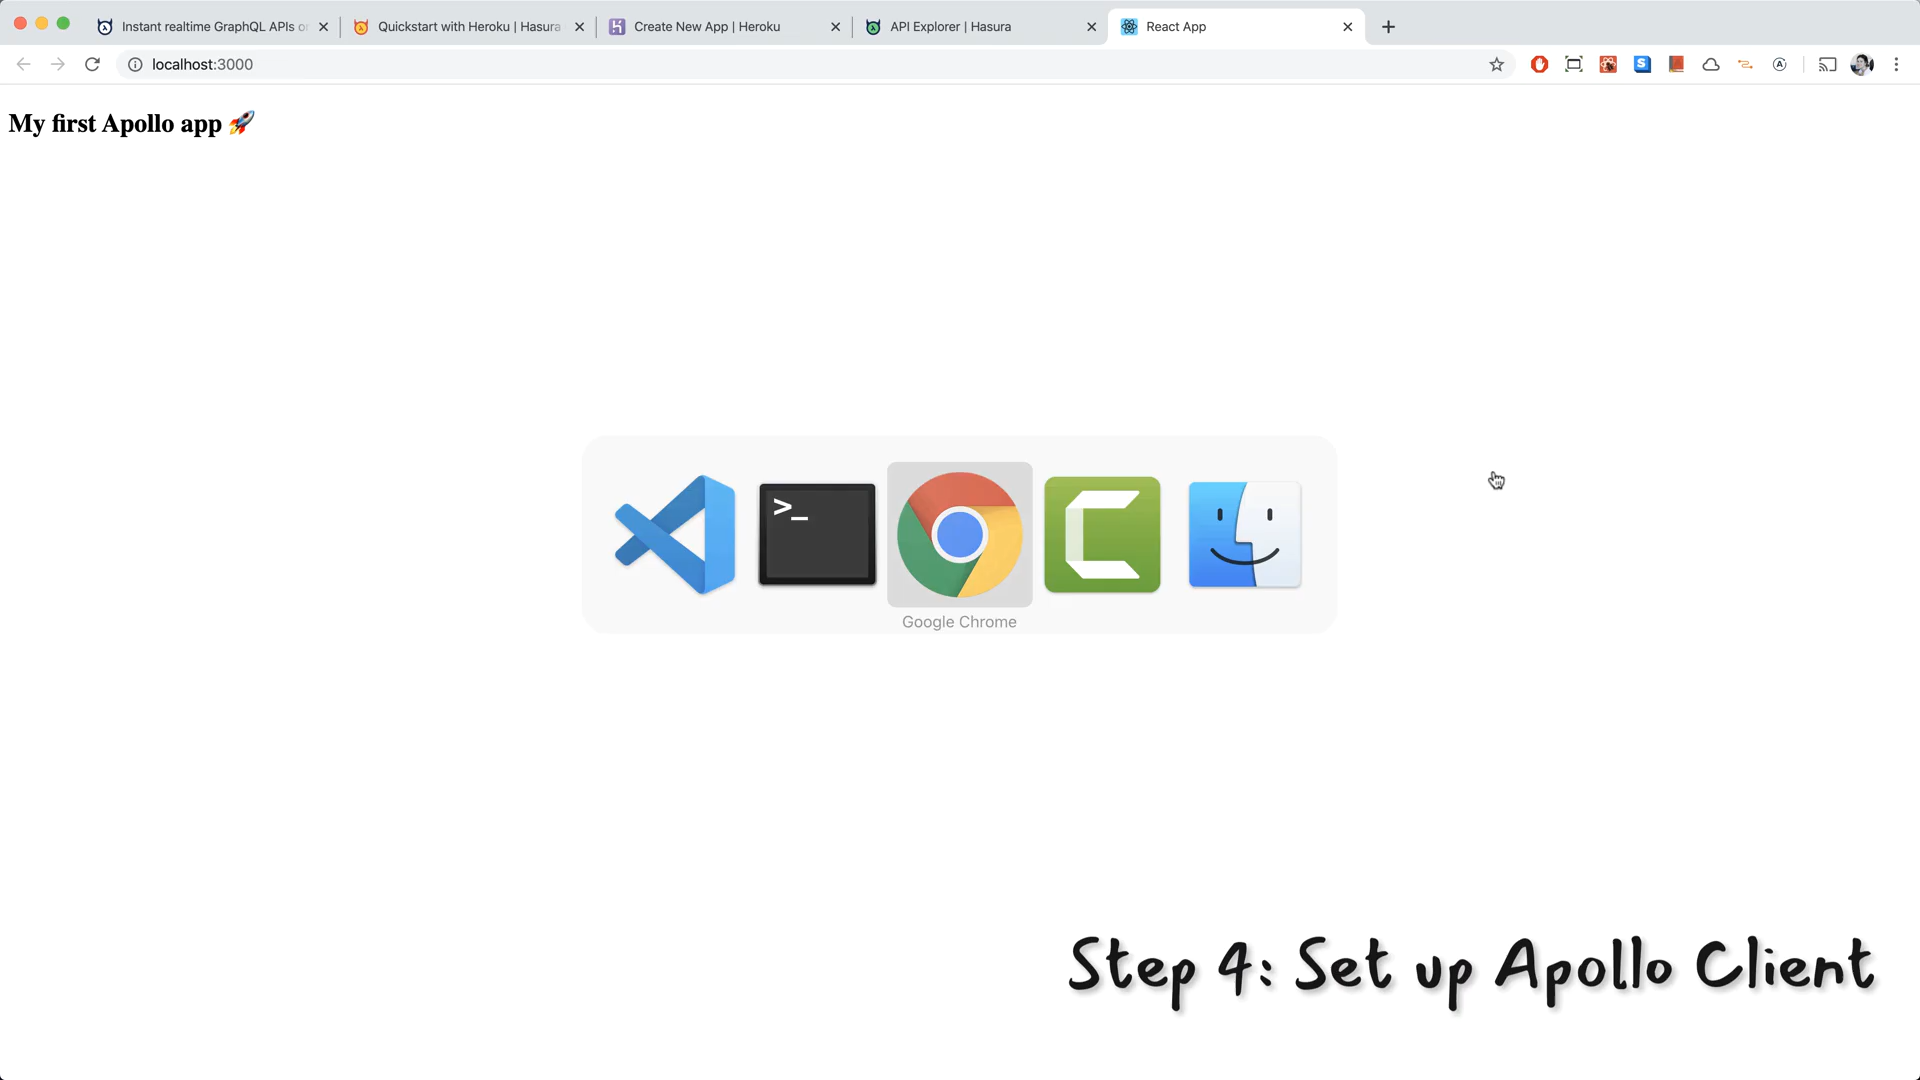 Instant realtime GraphQL APIs o
Quickstart with Heroku | Hasura
Create New App | Heroku
API Explorer | Hasura
React App
localhost:3000
My first Apollo app 🚀
>_
Google Chrome
Step 4: Set up Apollo Client